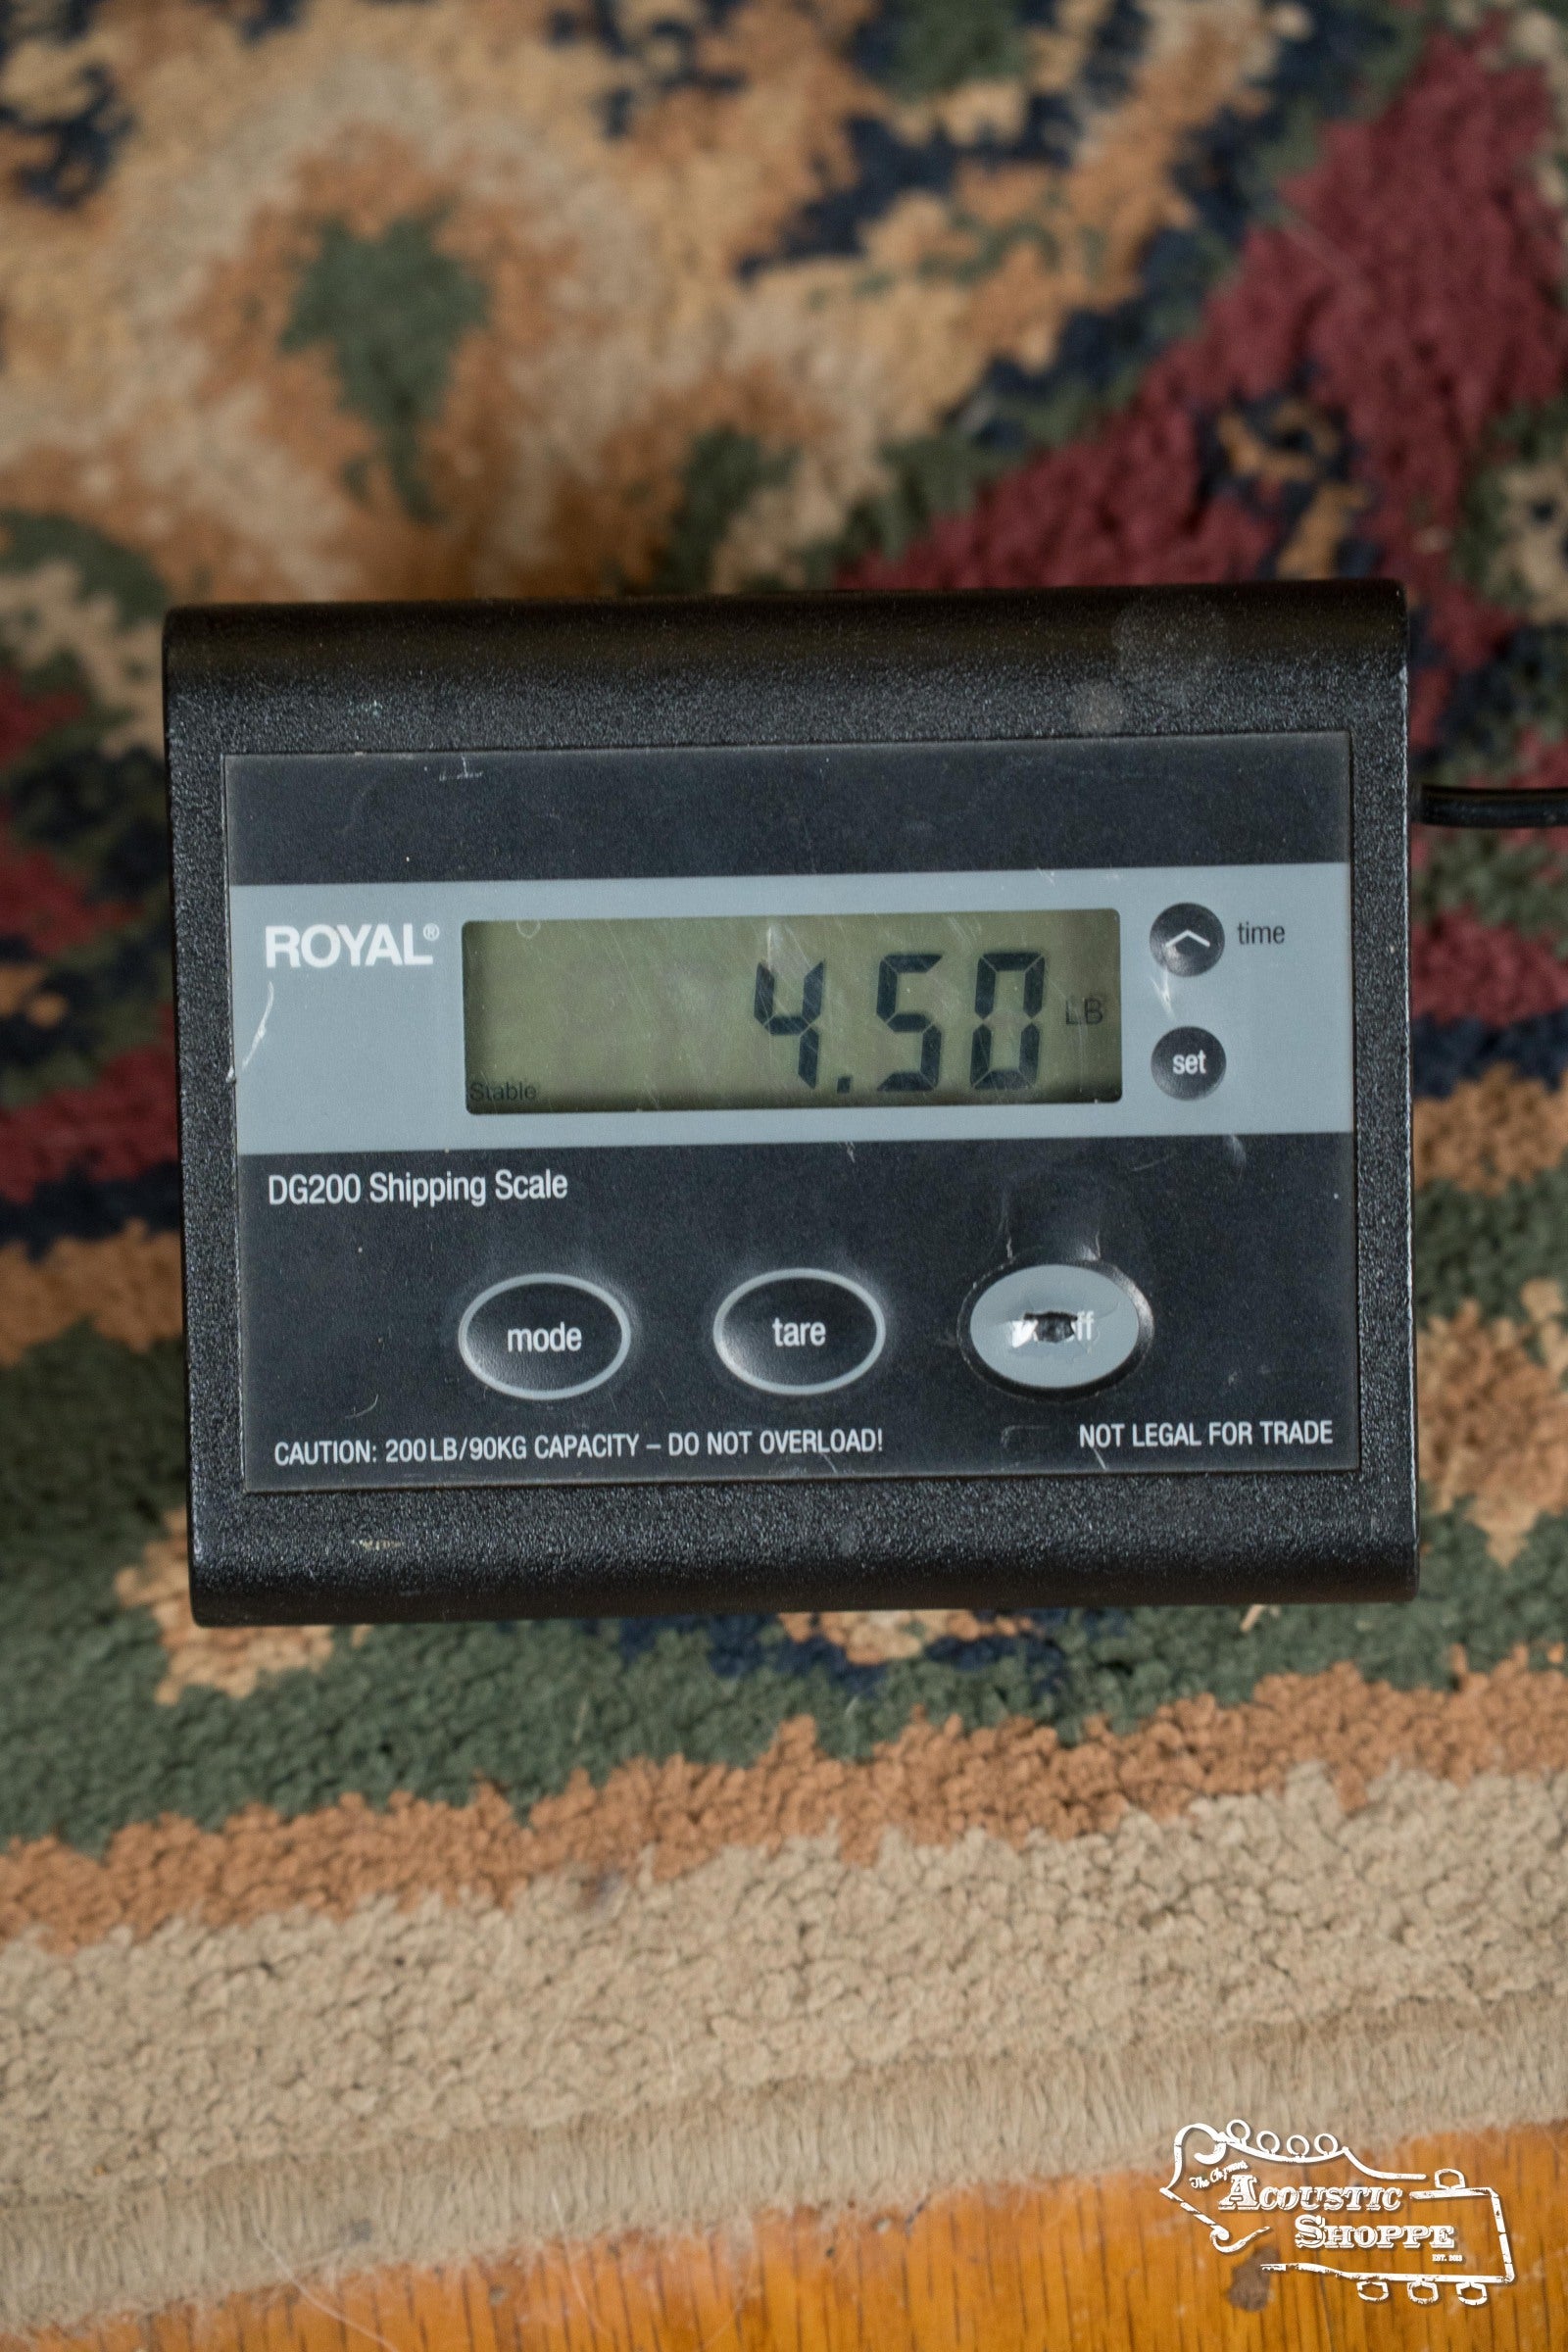 ROYAL®
4.50 LB
Stable
time
set
DG200 Shipping Scale
mode
tare
CAUTION: 200LB/90KG CAPACITY – DO NOT OVERLOAD!
NOT LEGAL FOR TRADE
ACOUSTIC
SHOPPE